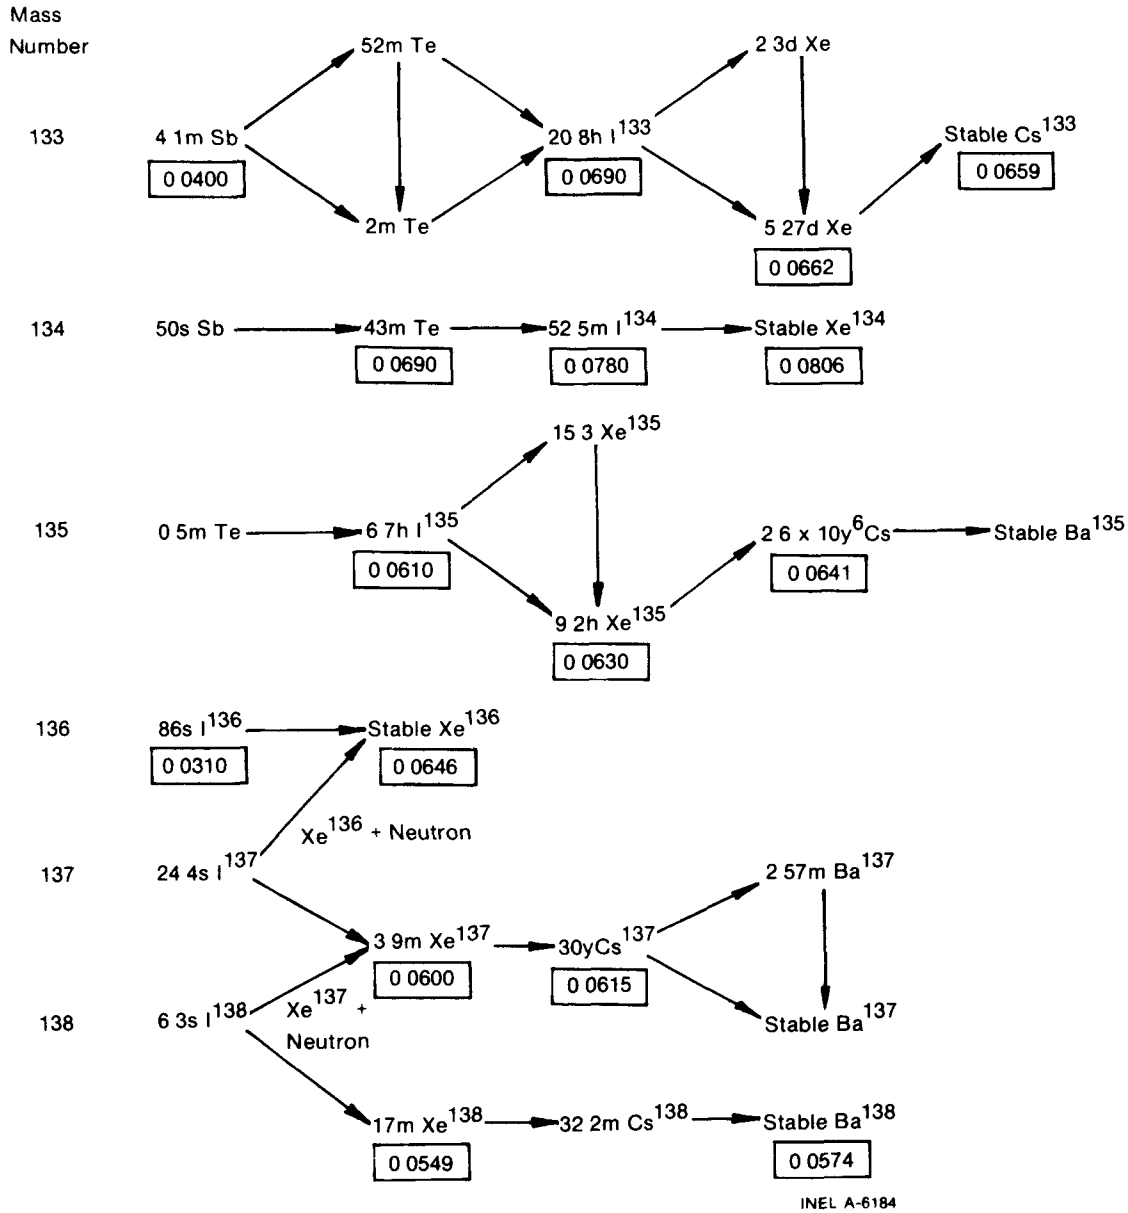 Mass
Number
52m Te
2 3d Xe
133
4 1m Sb
20 8h I133
Stable Cs133
0 0400
0 0690
0 0659
2m Te
5 27d Xe
0 0662
134
50s Sb
43m Te
52 5m I134
Stable Xe134
0 0690
0 0780
0 0806
15 3 Xe135
135
0 5m Te
6 7h I135
2 6 x 10y6Cs
Stable Ba135
0 0610
0 0641
9 2h Xe135
0 0630
136
86s I136
Stable Xe136
0 0310
0 0646
Xe136 + Neutron
137
24 4s I137
2 57m Ba137
3 9m Xe137
30yCs137
0 0600
0 0615
138
6 3s I138
Xe137 +
Neutron
Stable Ba137
17m Xe138
32 2m Cs138
Stable Ba138
0 0549
0 0574
INEL A-6184